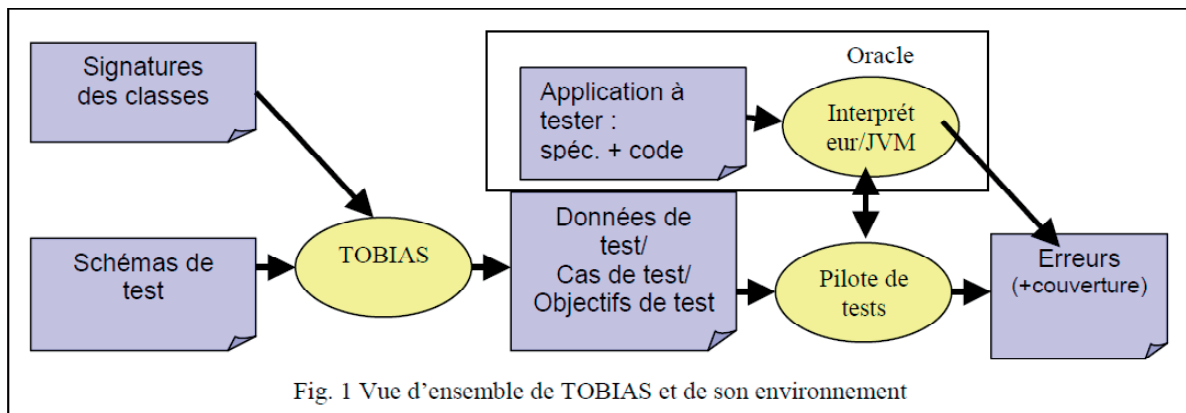 Signatures
des classes
Schémas de
test
TOBIAS
Oracle
Application à
tester :
spéc. + code
Interprét
eur/JVM
Données de
test/
Cas de test/
Objectifs de test
Pilote de
tests
Erreurs
(+couverture)
Fig. 1 Vue d'ensemble de TOBIAS et de son environnement